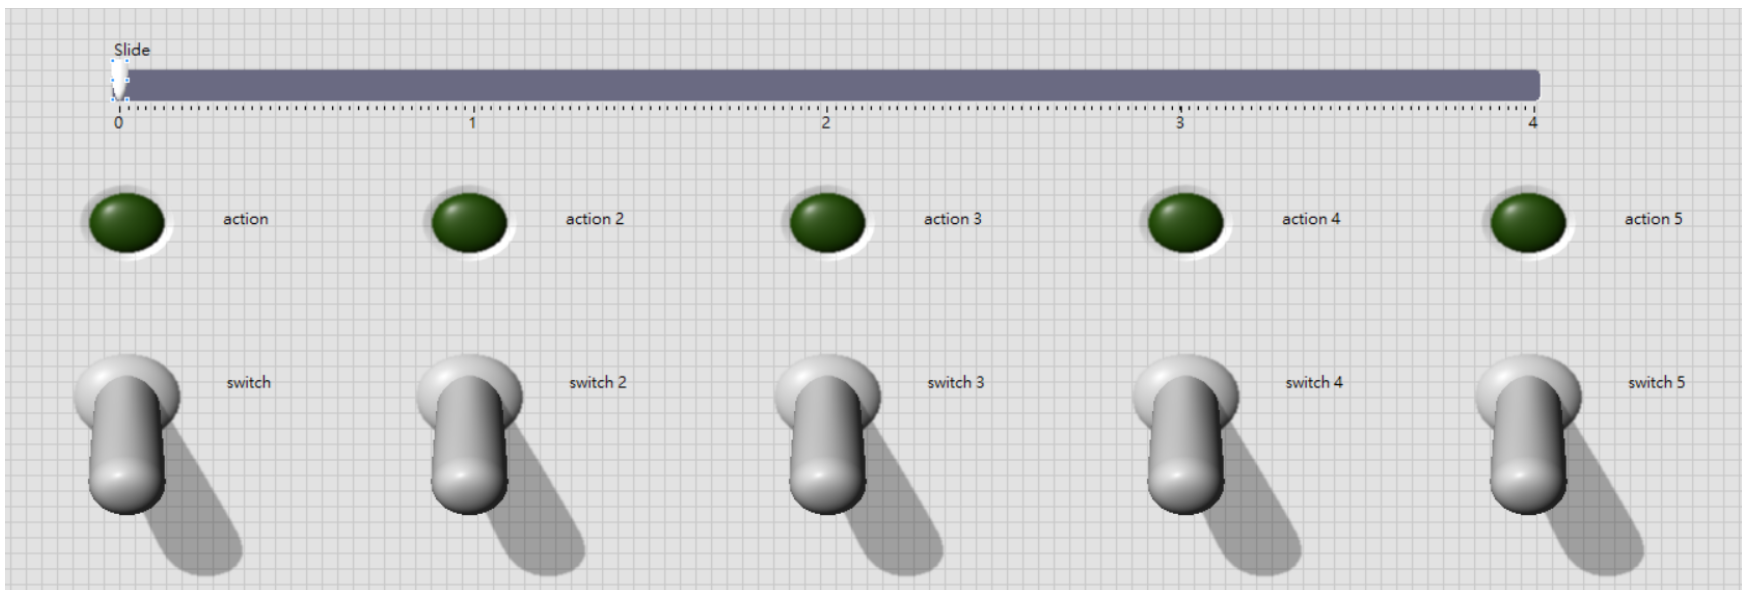 Slide
0 1 2 3 4
action action 2 action 3 action 4 action 5
switch switch 2 switch 3 switch 4 switch 5